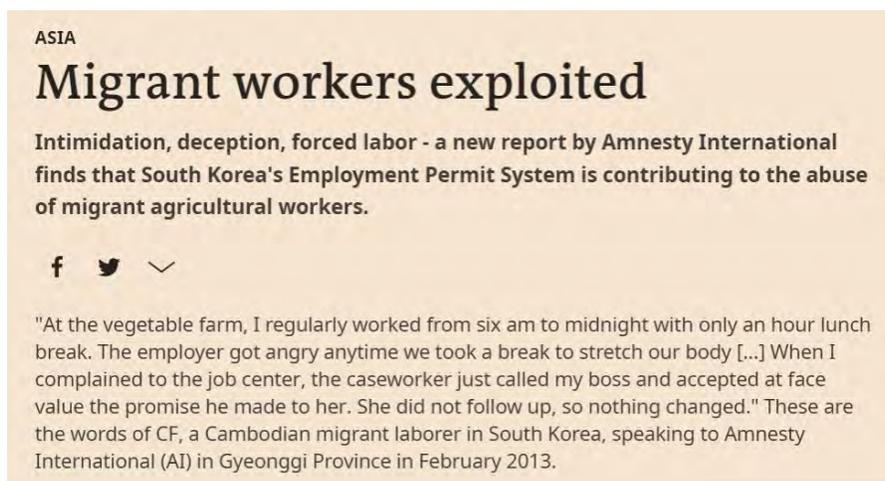 ASIA
Migrant workers exploited
Intimidation, deception, forced labor - a new report by Amnesty International
finds that South Korea's Employment Permit System is contributing to the abuse
of migrant agricultural workers.
"At the vegetable farm, I regularly worked from six am to midnight with only an hour lunch
break. The employer got angry anytime we took a break to stretch our body [...] When I
complained to the job center, the caseworker just called my boss and accepted at face
value the promise he made to her. She did not follow up, so nothing changed." These are
the words of CF, a Cambodian migrant laborer in South Korea, speaking to Amnesty
International (AI) in Gyeonggi Province in February 2013.